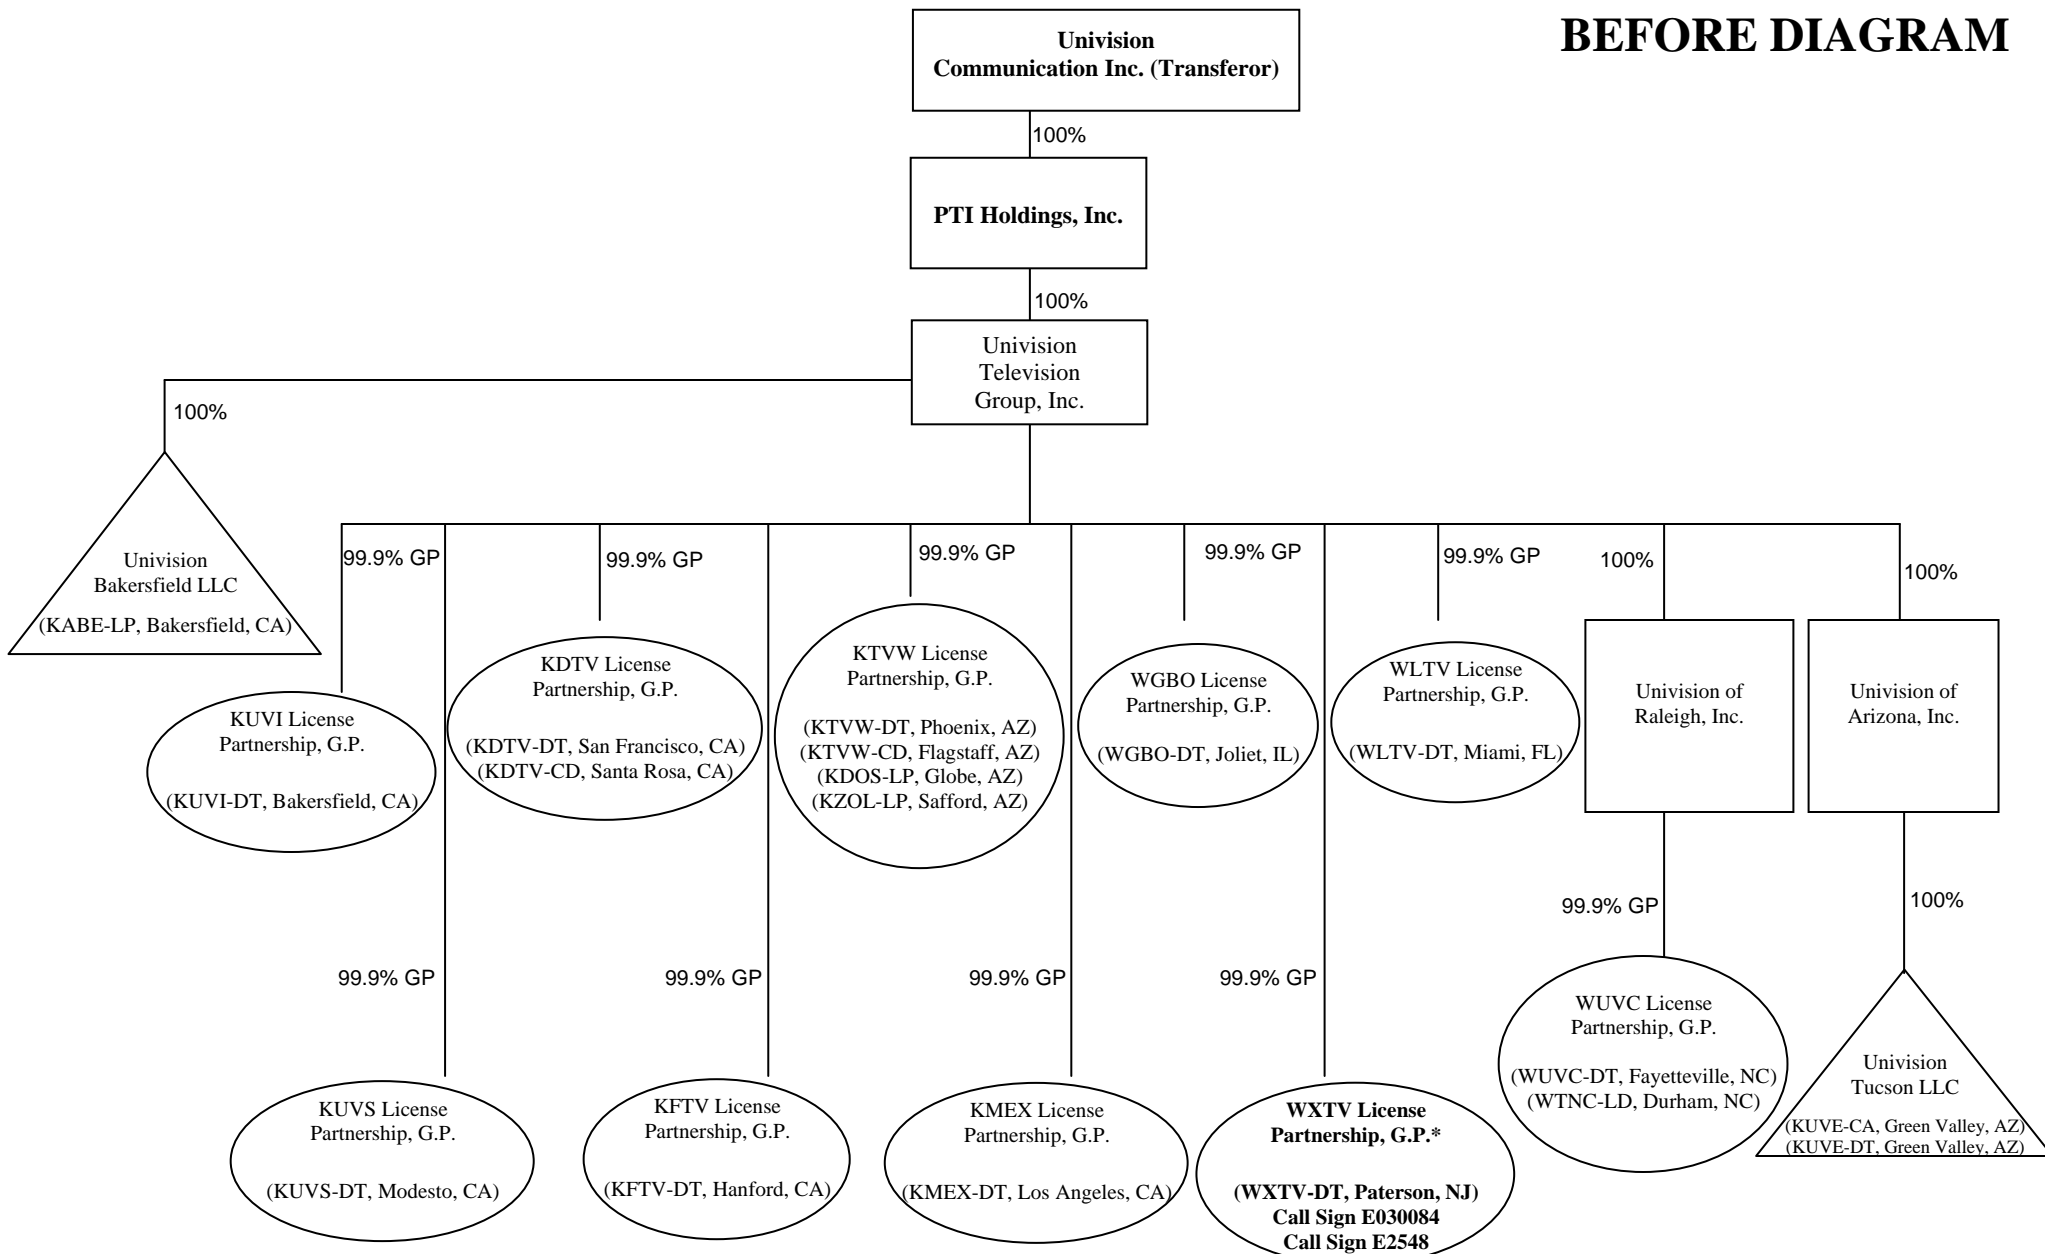 BEFORE DIAGRAM
Univision
Communication Inc. (Transferor)
100%
PTI Holdings, Inc.
100%
Univision
Television
Group, Inc.
100%
Univision
Bakersfield LLC
(KABE-LP, Bakersfield, CA)
99.9% GP
KUVI License
Partnership, G.P.
(KUVI-DT, Bakersfield, CA)
99.9% GP
KDTV License
Partnership, G.P.
(KDTV-DT, San Francisco, CA)
(KDTV-CD, Santa Rosa, CA)
99.9% GP
KTVW License
Partnership, G.P.
(KTVW-DT, Phoenix, AZ)
(KTVW-CD, Flagstaff, AZ)
(KDOS-LP, Globe, AZ)
(KZOL-LP, Safford, AZ)
99.9% GP
WGBO License
Partnership, G.P.
(WGBO-DT, Joliet, IL)
99.9% GP
WLTV License
Partnership, G.P.
(WLTV-DT, Miami, FL)
100%
Univision of
Raleigh, Inc.
100%
Univision of
Arizona, Inc.
99.9% GP
KUVS License
Partnership, G.P.
(KUVS-DT, Modesto, CA)
99.9% GP
KFTV License
Partnership, G.P.
(KFTV-DT, Hanford, CA)
99.9% GP
KMEX License
Partnership, G.P.
(KMEX-DT, Los Angeles, CA)
99.9% GP
WXTV License
Partnership, G.P.*
(WXTV-DT, Paterson, NJ)
Call Sign E030084
Call Sign E2548
99.9% GP
WUVC License
Partnership, G.P.
(WUVC-DT, Fayetteville, NC)
(WTNC-LD, Durham, NC)
100%
Univision
Tucson LLC
(KUVE-CA, Green Valley, AZ)
(KUVE-DT, Green Valley, AZ)